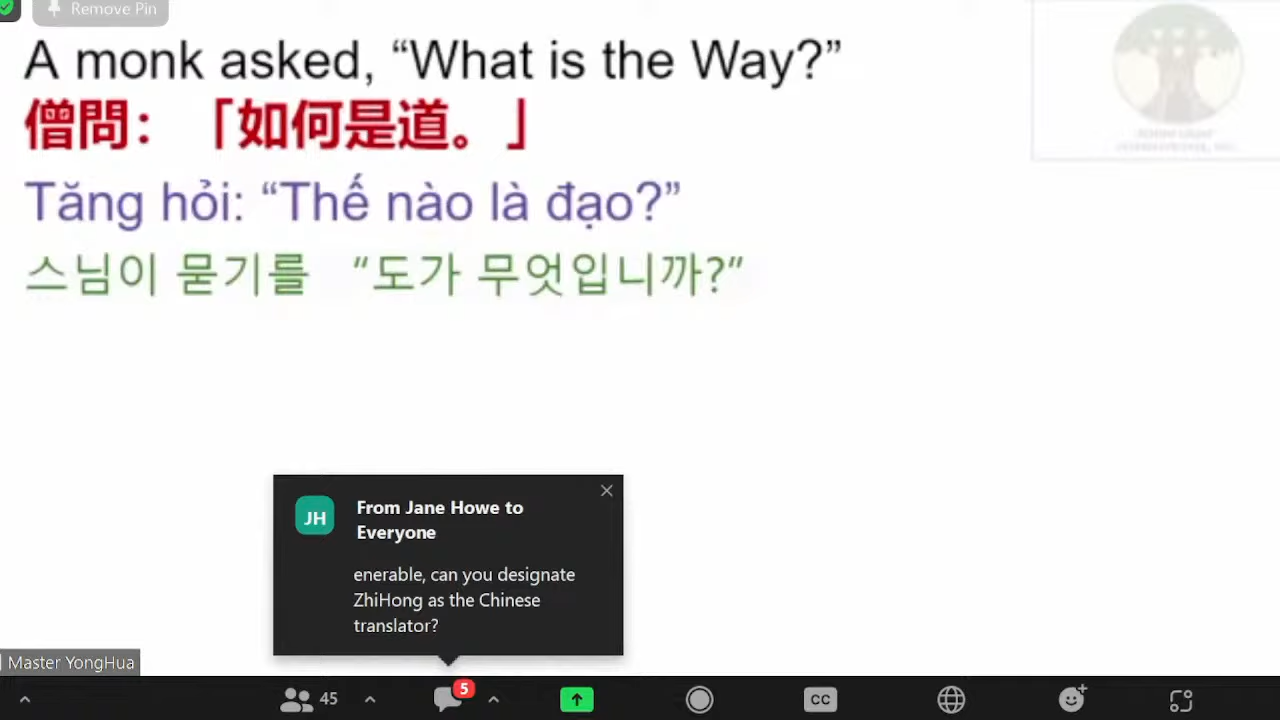 Remove Pin
A monk asked, “What is the Way?”
僧問：「如何是道。」
Tăng hỏi: “Thế nào là đạo?”
스님이 묻기를 “도가 무엇입니까?”
JH
From Jane Howe to
Everyone
enerable, can you designate
ZhiHong as the Chinese
translator?
Master YongHua
45
5
CC